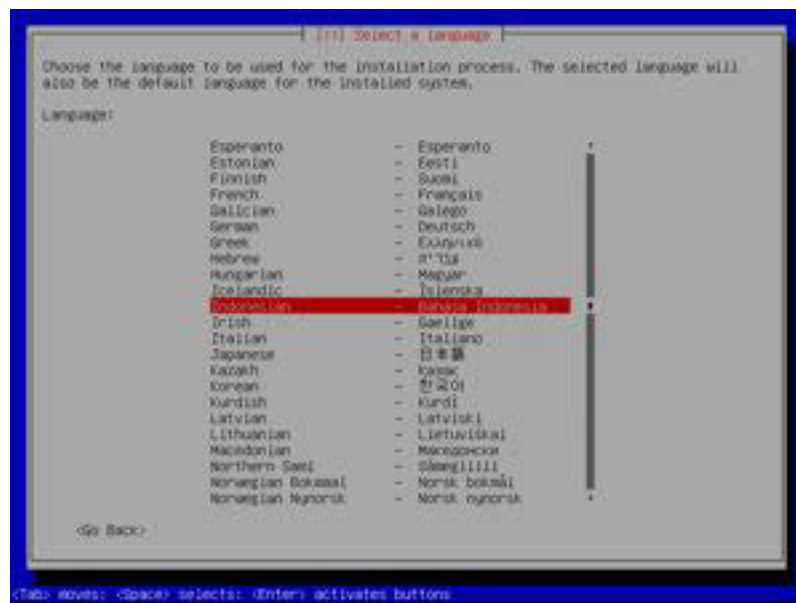 [!!] Select a language
Choose the language to be used for the installation process. The selected language will
also be the default language for the installed system.
Language:
Esperanto - Esperanto
Estonian - Eesti
Finnish - Suomi
French - Français
Galician - Galego
German - Deutsch
Greek - Ελληνικά
Hebrew - עברית
Hungarian - Magyar
Icelandic - Íslenska
Indonesian - Bahasa Indonesia
Irish - Gaeilge
Italian - Italiano
Japanese - 日本語
Kazakh - Қазақ
Korean - 한국어
Kurdish - Kurdî
Latvian - Latviski
Lithuanian - Lietuviškai
Macedonian - Македонски
Northern Sami - Sámegillii
Norwegian Bokmaal - Norsk bokmål
Norwegian Nynorsk - Norsk nynorsk
<Go Back>
<Tab> moves; <Space> selects; <Enter> activates buttons